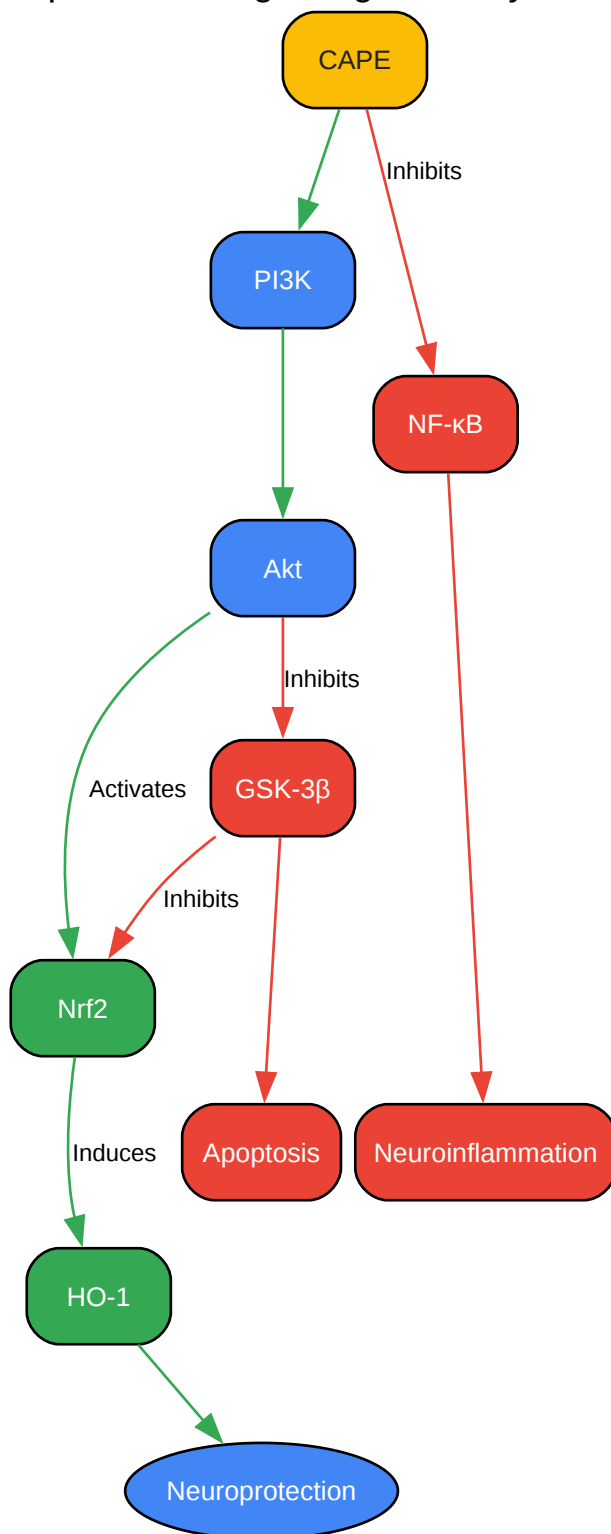 CAPE
Inhibits
PI3K
NF-κB
Akt
Inhibits
Activates
GSK-3β
Inhibits
Nrf2
Induces
Apoptosis
Neuroinflammation
HO-1
Neuroprotection